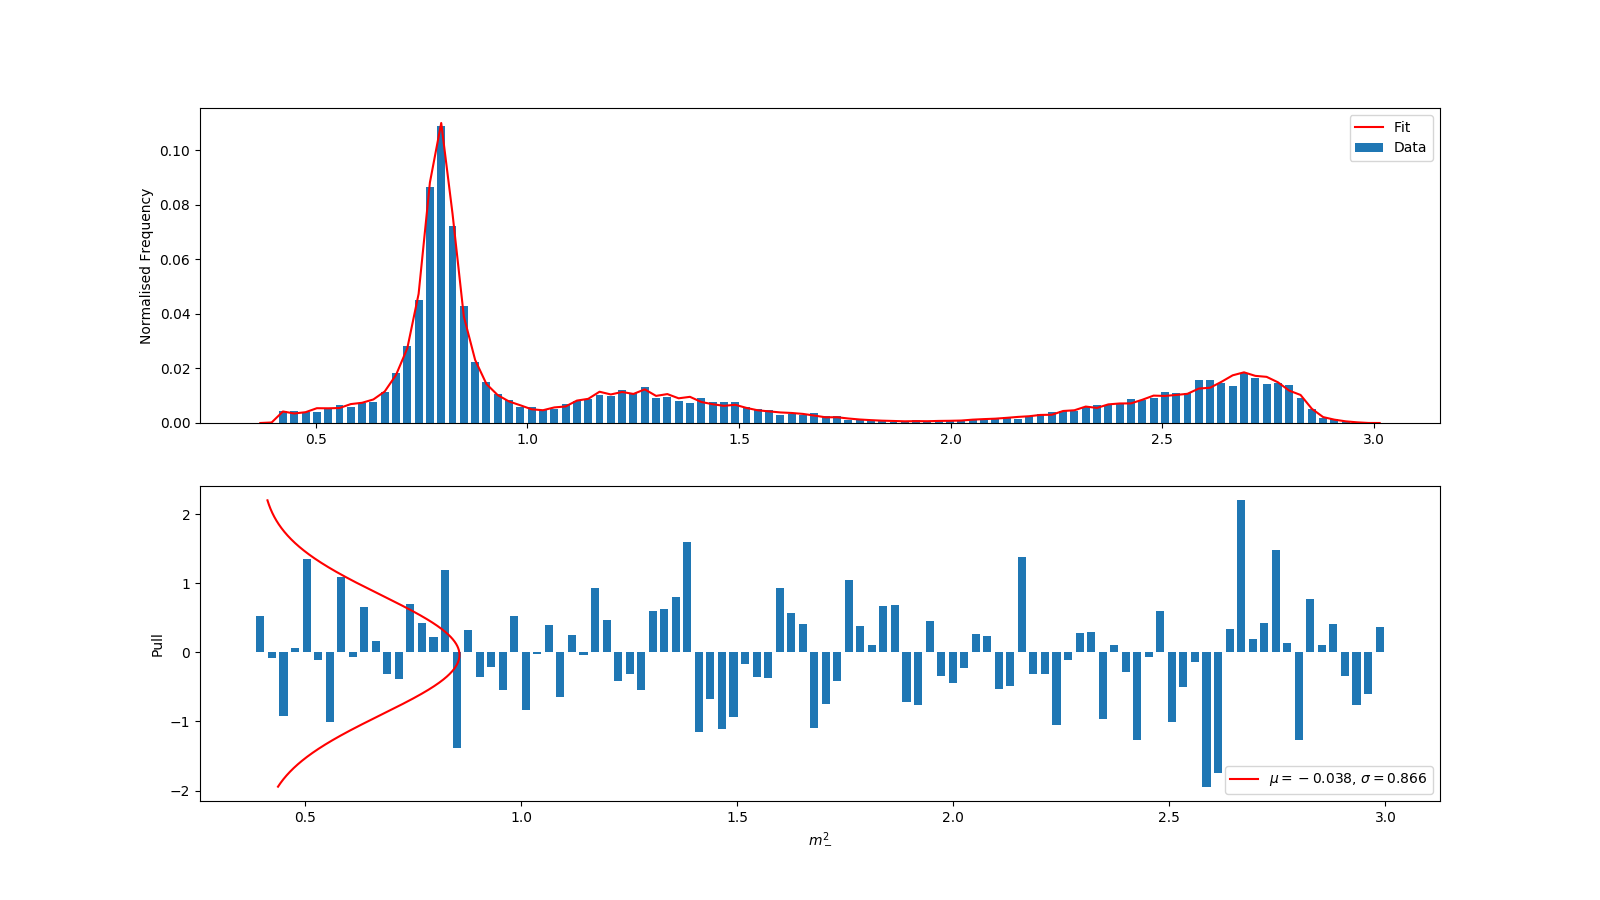 Normalised Frequency
0.10
0.08
0.06
0.04
0.02
0.00
0.5 1.0 1.5 2.0 2.5 3.0
Fit
Data
Pull
2
1
0
−1
−2
0.5 1.0 1.5 2.0 2.5 3.0
μ = −0.038, σ = 0.866
m²₋